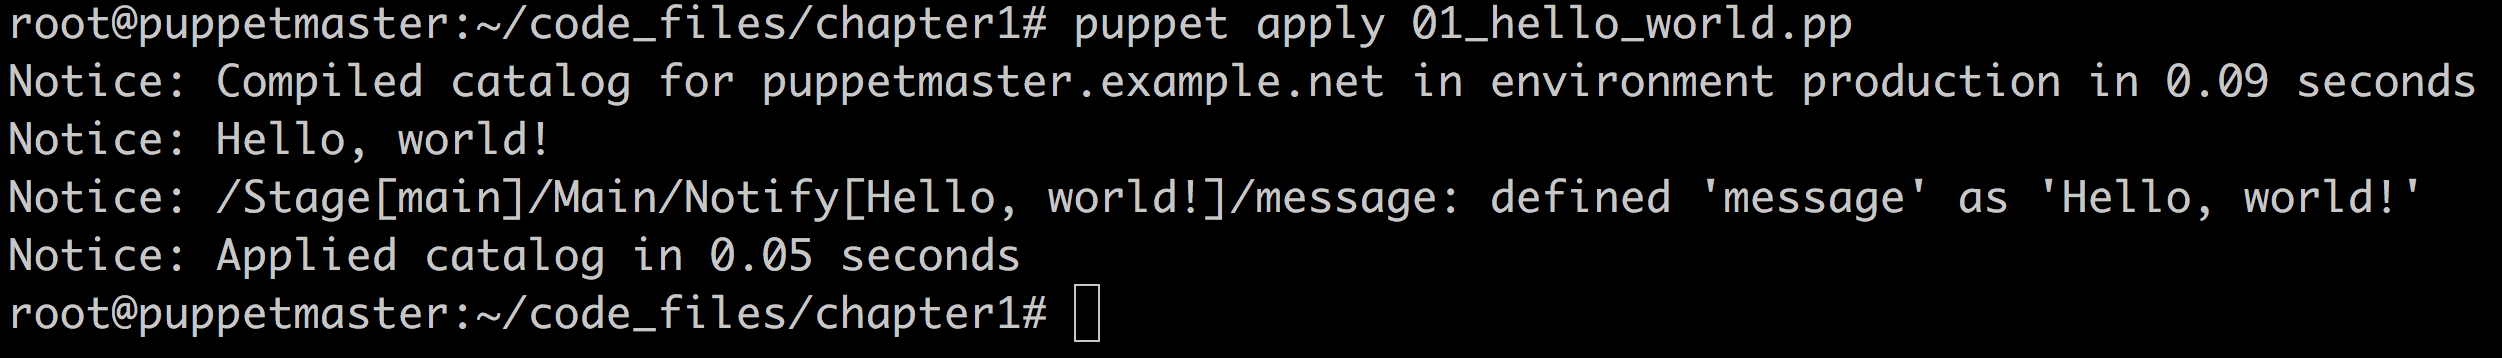 root@puppetmaster:~/code_files/chapter1# puppet apply 01_hello_world.pp
Notice: Compiled catalog for puppetmaster.example.net in environment production in 0.09 seconds
Notice: Hello, world!
Notice: /Stage[main]/Main/Notify[Hello, world!]/message: defined 'message' as 'Hello, world!'
Notice: Applied catalog in 0.05 seconds
root@puppetmaster:~/code_files/chapter1#